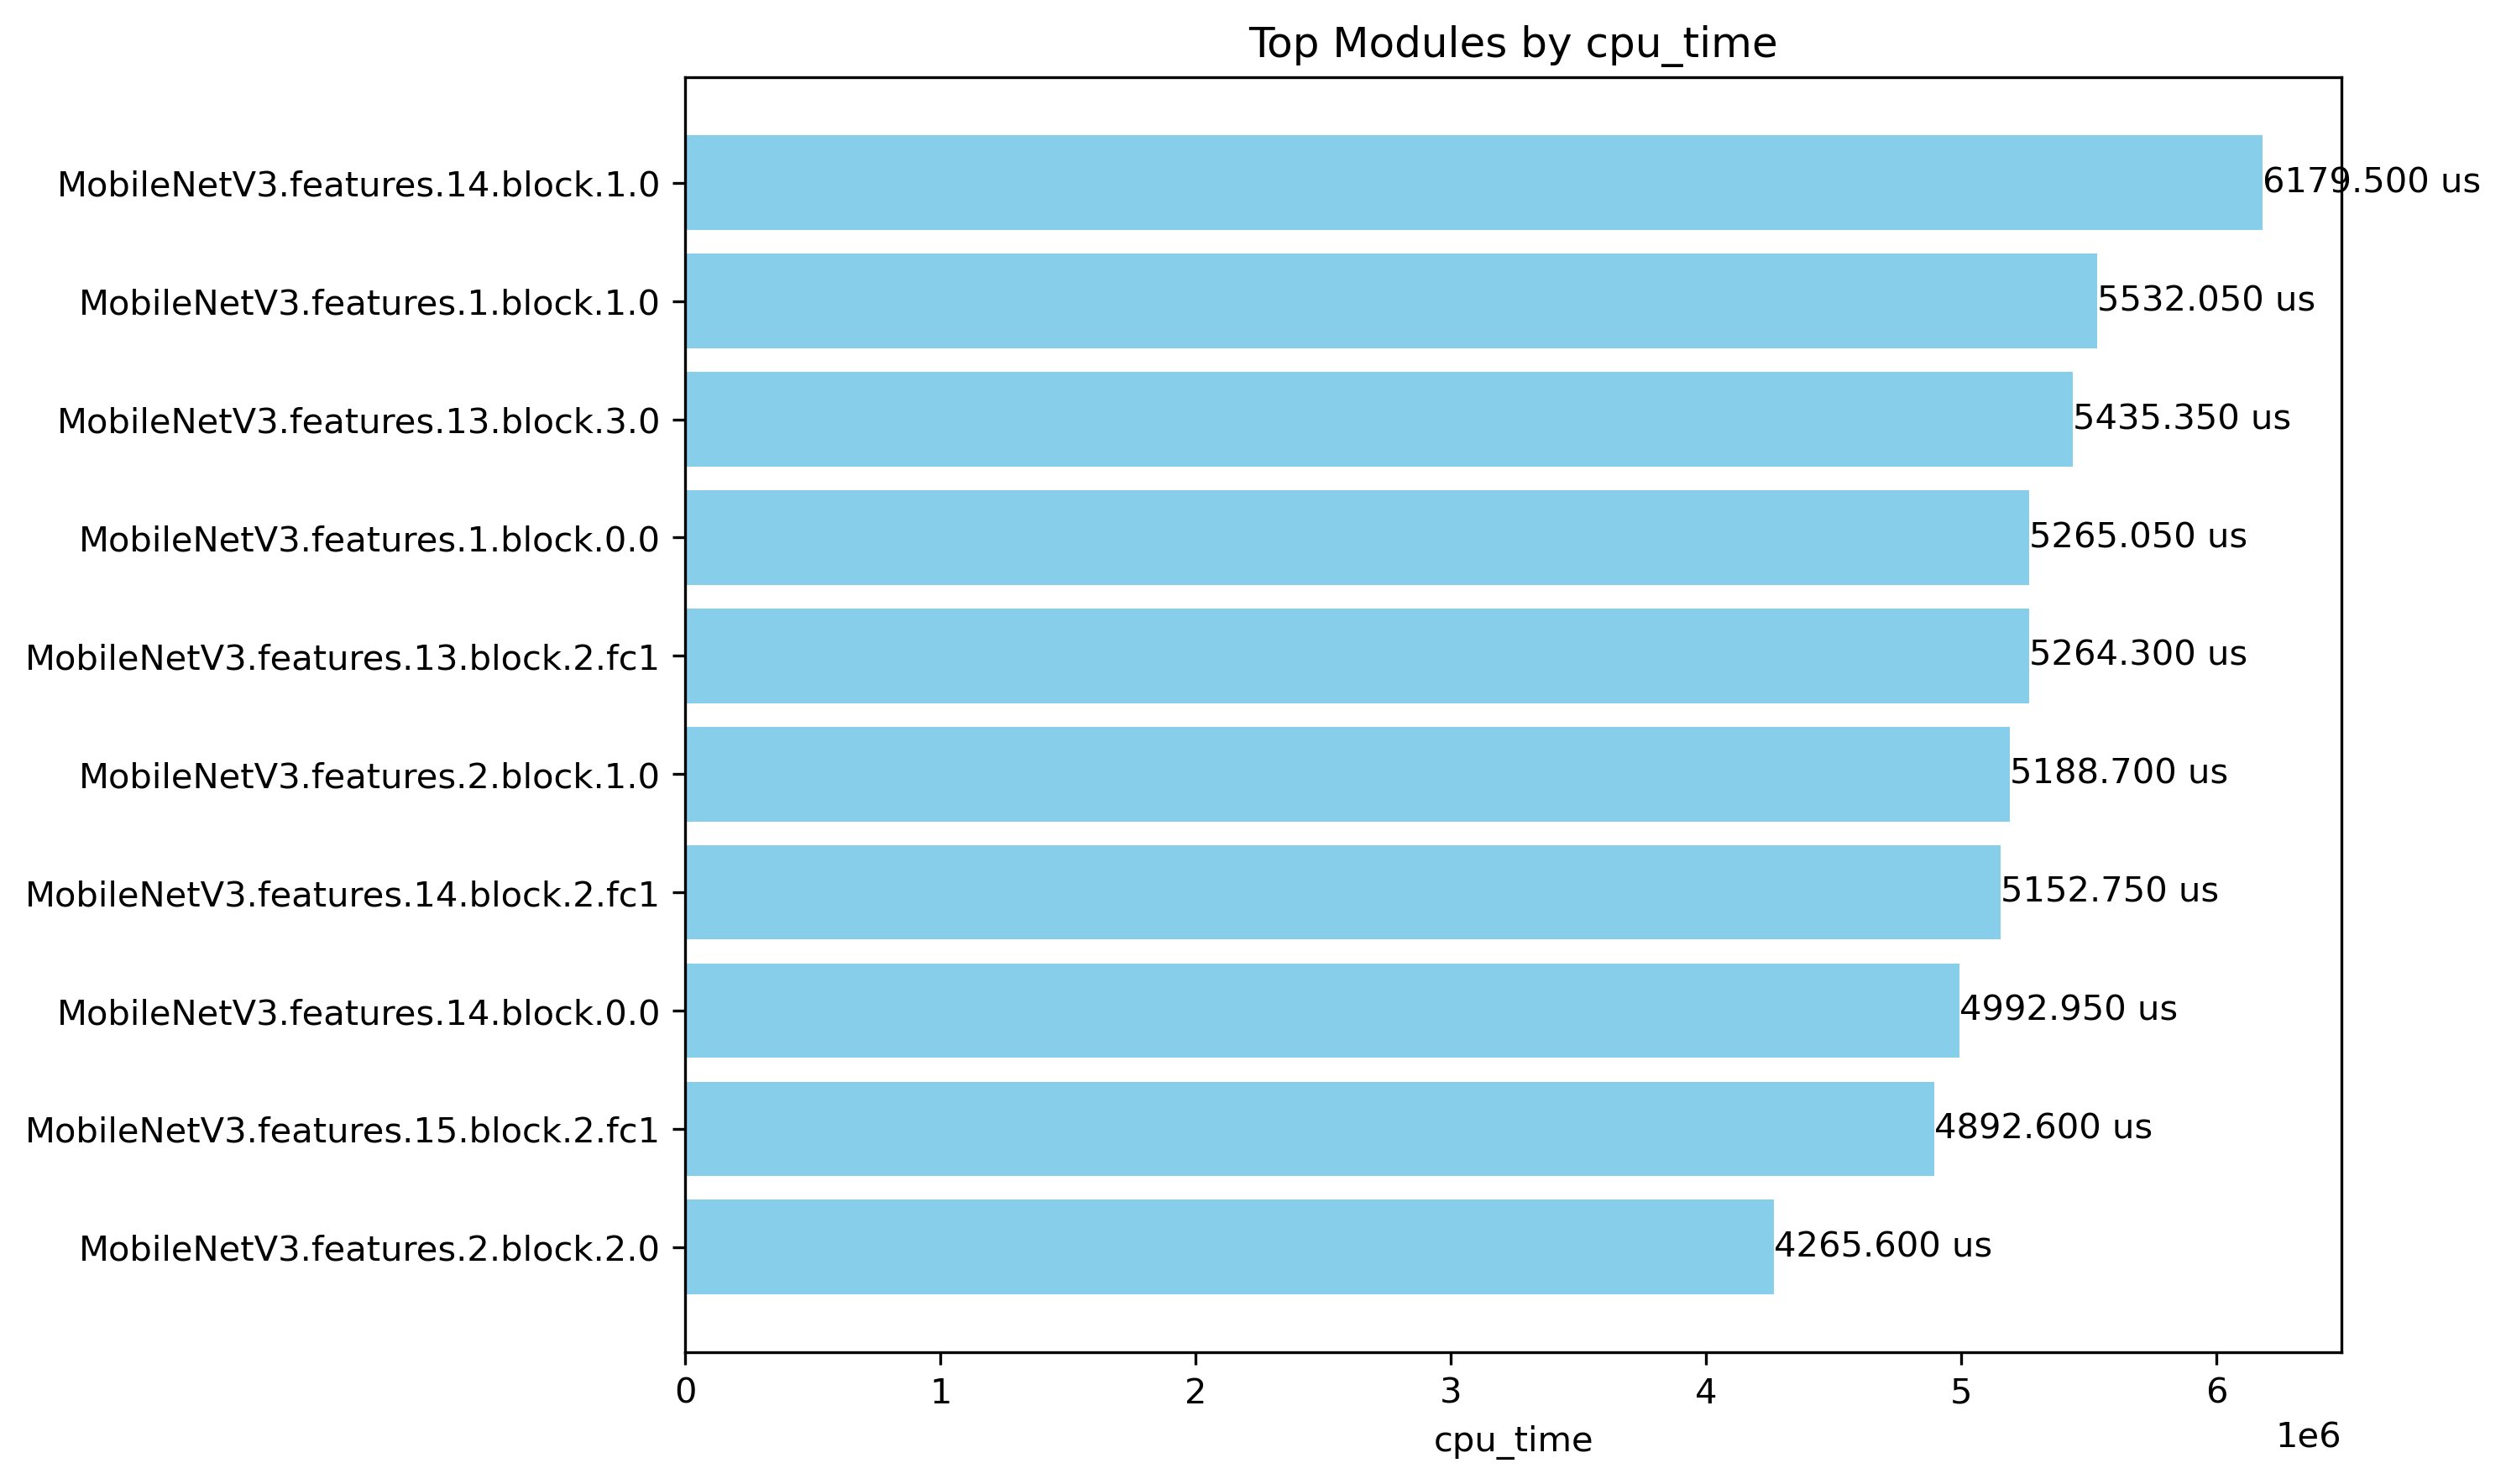 Top Modules by cpu_time
MobileNetV3.features.14.block.1.0 6179.500 us
MobileNetV3.features.1.block.1.0 5532.050 us
MobileNetV3.features.13.block.3.0 5435.350 us
MobileNetV3.features.1.block.0.0 5265.050 us
MobileNetV3.features.13.block.2.fc1 5264.300 us
MobileNetV3.features.2.block.1.0 5188.700 us
MobileNetV3.features.14.block.2.fc1 5152.750 us
MobileNetV3.features.14.block.0.0 4992.950 us
MobileNetV3.features.15.block.2.fc1 4892.600 us
MobileNetV3.features.2.block.2.0 4265.600 us
0 1 2 3 4 5 6
1e6
cpu_time